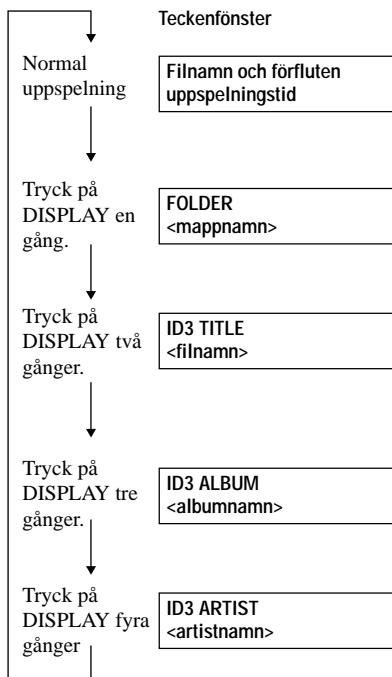 Teckenfönster
Normal
uppspelning
Filnamn och förfluten
uppspelningstid
Tryck på
DISPLAY en
gång.
FOLDER
<mappnamn>
Tryck på
DISPLAY två
gånger.
ID3 TITLE
<filnamn>
Tryck på
DISPLAY tre
gånger.
ID3 ALBUM
<albumnamn>
Tryck på
DISPLAY fyra
gånger
ID3 ARTIST
<artistnamn>